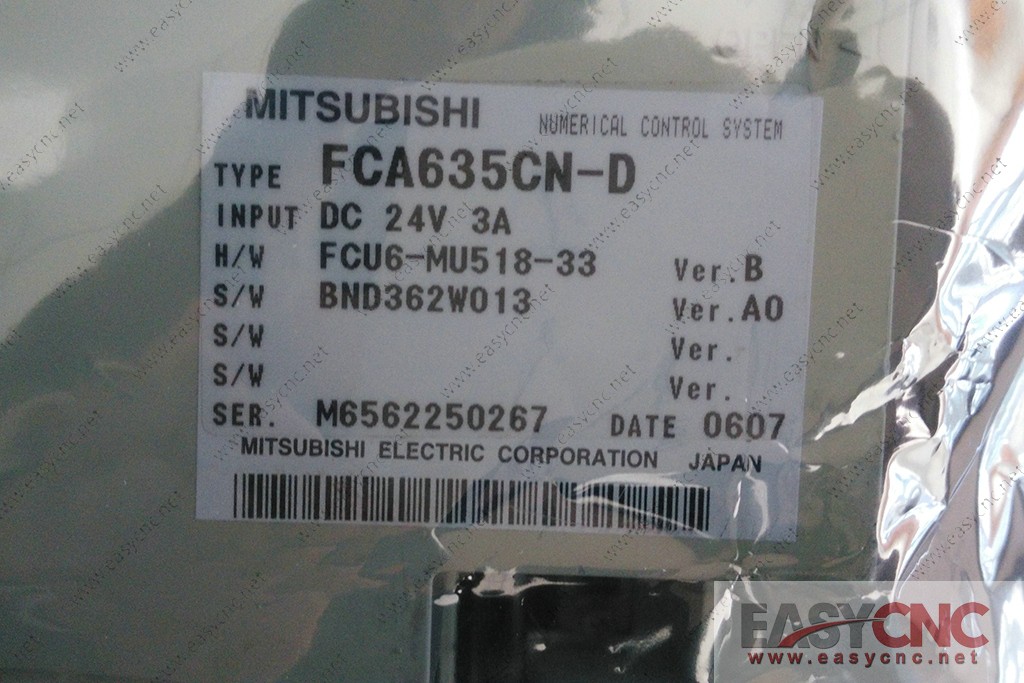 MITSUBISHI NUMERICAL CONTROL SYSTEM
TYPE FCA635CN-D
INPUT DC 24V 3A
H/W FCU6-MU518-33 Ver.B
S/W BND362W013 Ver.A0
S/W Ver.
S/W Ver.
SER. M6562250267 DATE 0607
MITSUBISHI ELECTRIC CORPORATION JAPAN
EASYCNC
www.easycnc.net